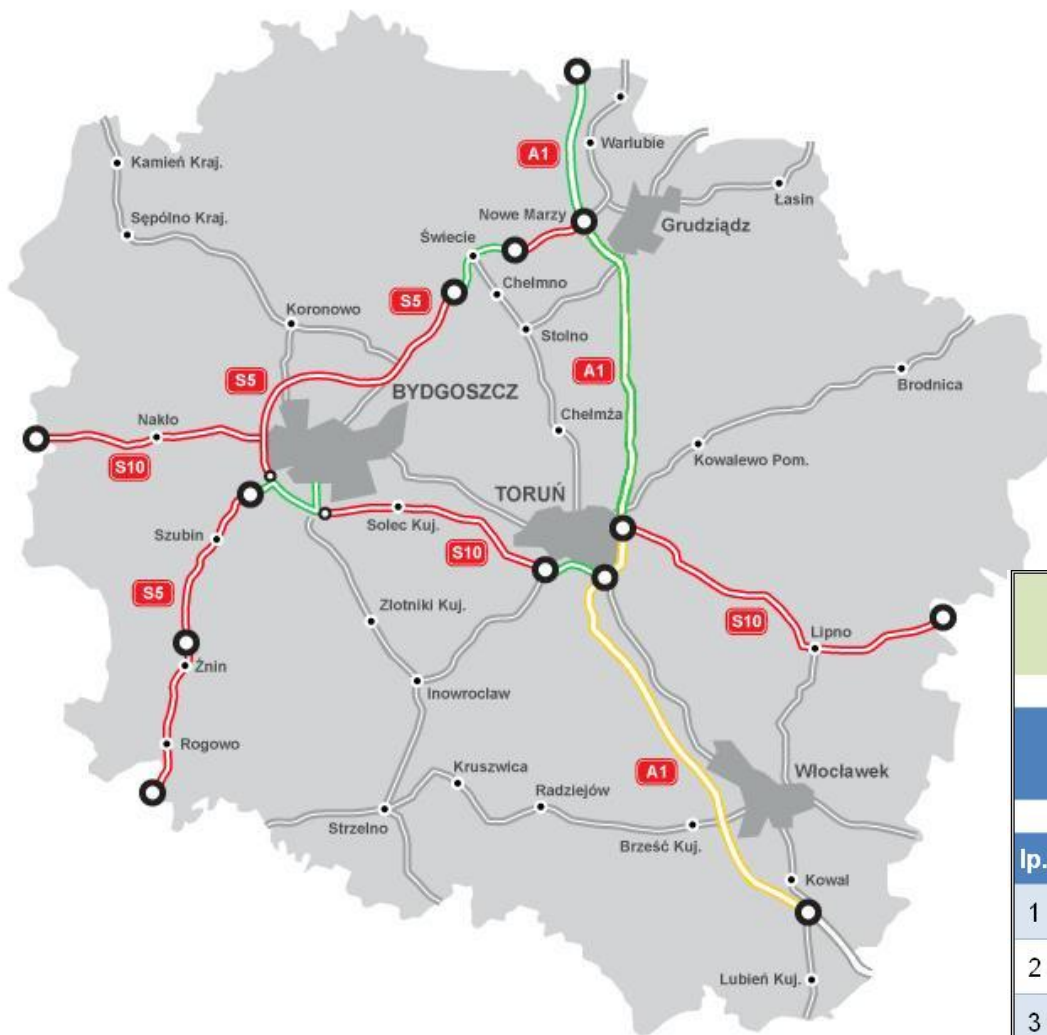 A1
Warlubie
Kamień Kraj.
Łasin
Sępólno Kraj.
Nowe Marzy
Grudziądz
Świecie
Chełmno
S5
Koronowo
Stolno
S5
A1
BYDGOSZCZ
Brodnica
Nakło
Chełmża
Kowalewo Pom.
S10
TORUŃ
Solec Kuj.
Szubin
S10
S5
Złotniki Kuj.
S10
Lipno
Żnin
Inowrocław
Rogowo
A1
Włocławek
Kruszwica
Radziejów
Strzelno
Brześć Kuj.
Kowal
lp.
1
2
Lubień Kuj.
3